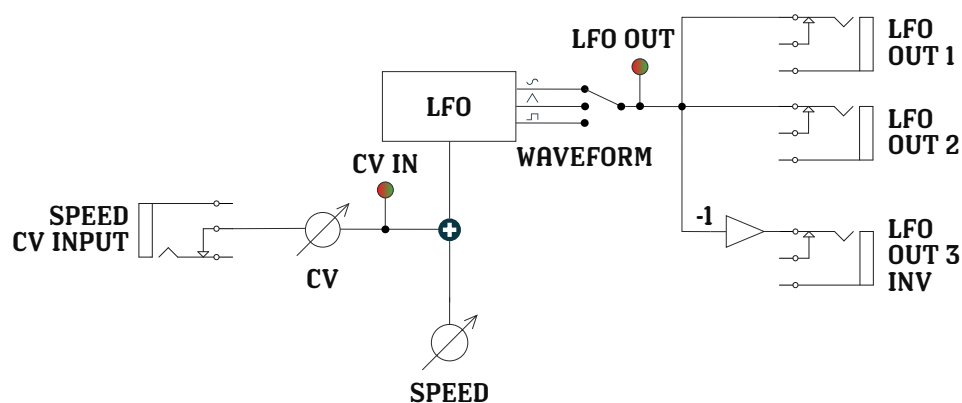 LFO OUT
LFO
OUT 1
LFO
LFO
OUT 2
WAVEFORM
CV IN
SPEED
CV INPUT
-1
LFO
OUT 3
INV
CV
SPEED